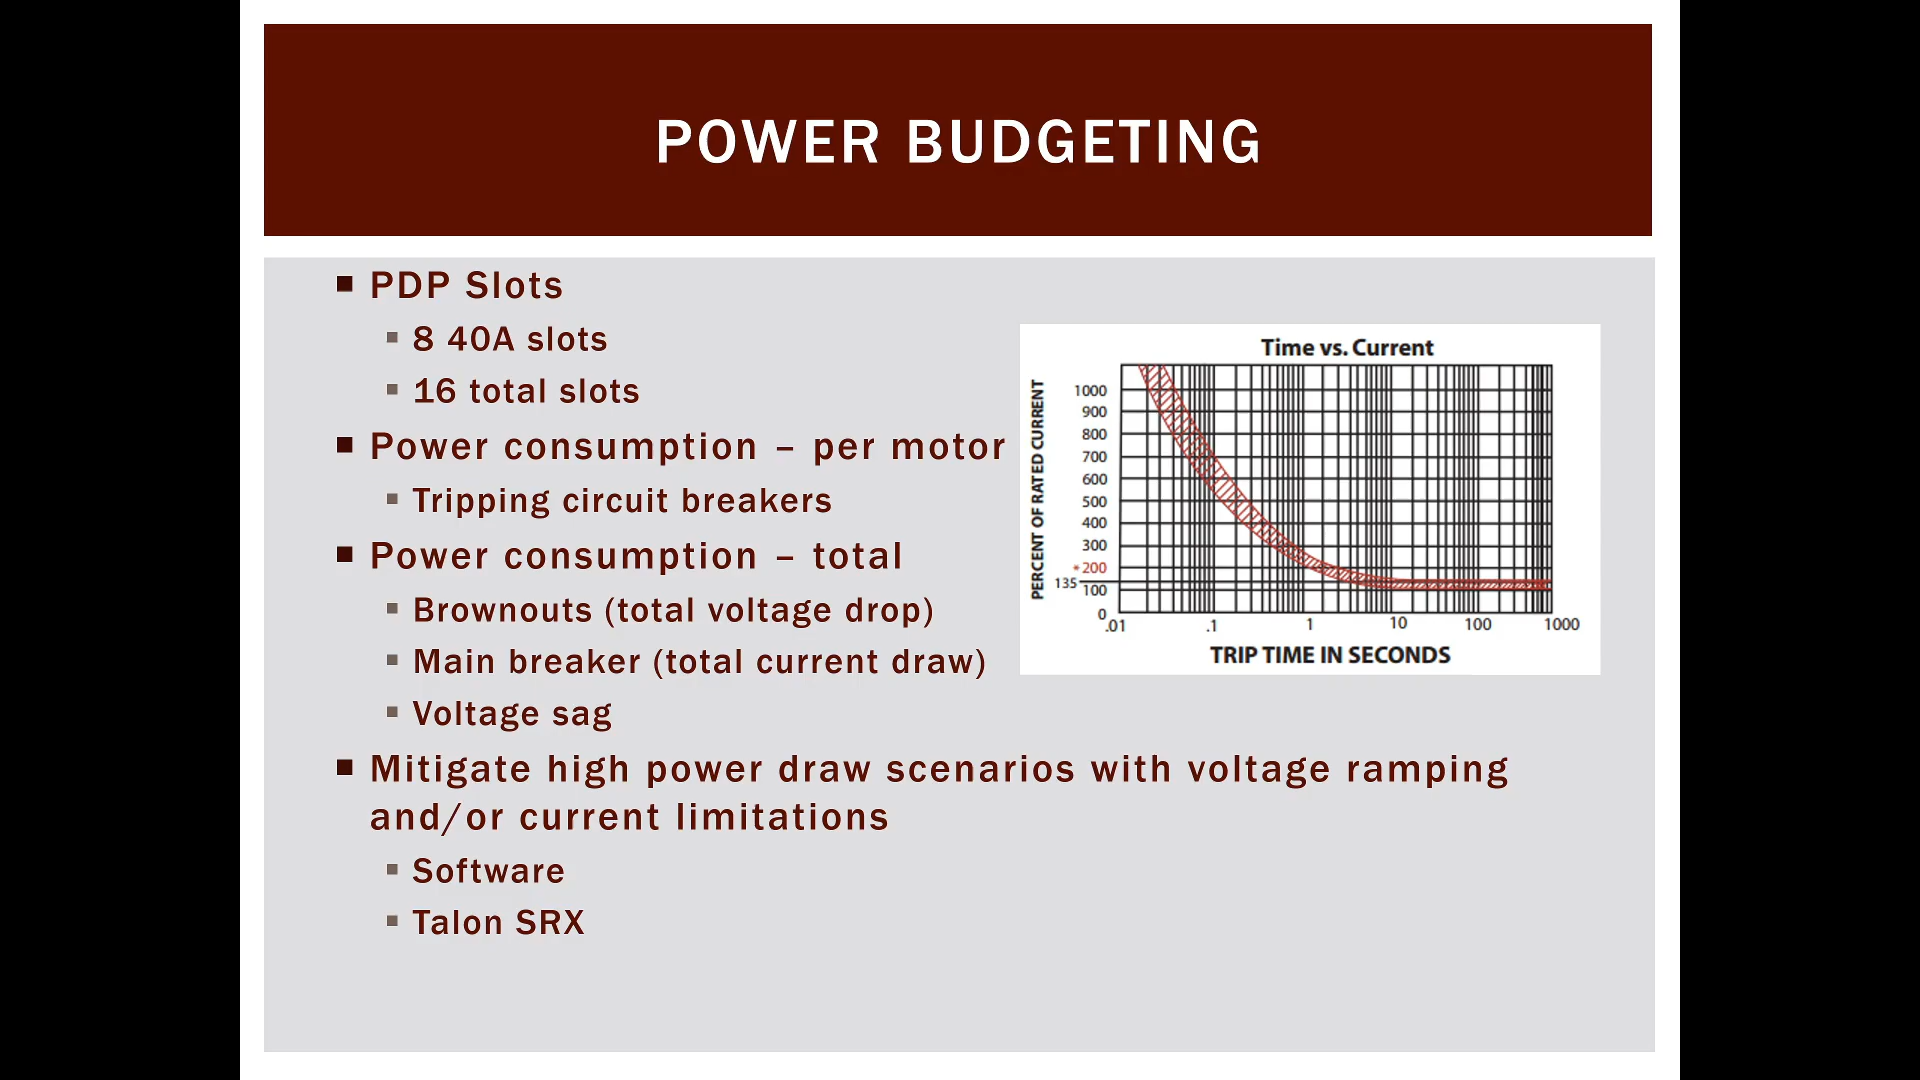 POWER BUDGETING
PDP Slots
8 40A slots
16 total slots
Power consumption – per motor
Tripping circuit breakers
Power consumption – total
Brownouts (total voltage drop)
Main breaker (total current draw)
Voltage sag
Mitigate high power draw scenarios with voltage ramping
and/or current limitations
Software
Talon SRX
Time vs. Current
PERCENT OF RATED CURRENT
1000
900
800
700
600
500
400
300
*200
135
100
0
.01 .1 1 10 100 1000
TRIP TIME IN SECONDS